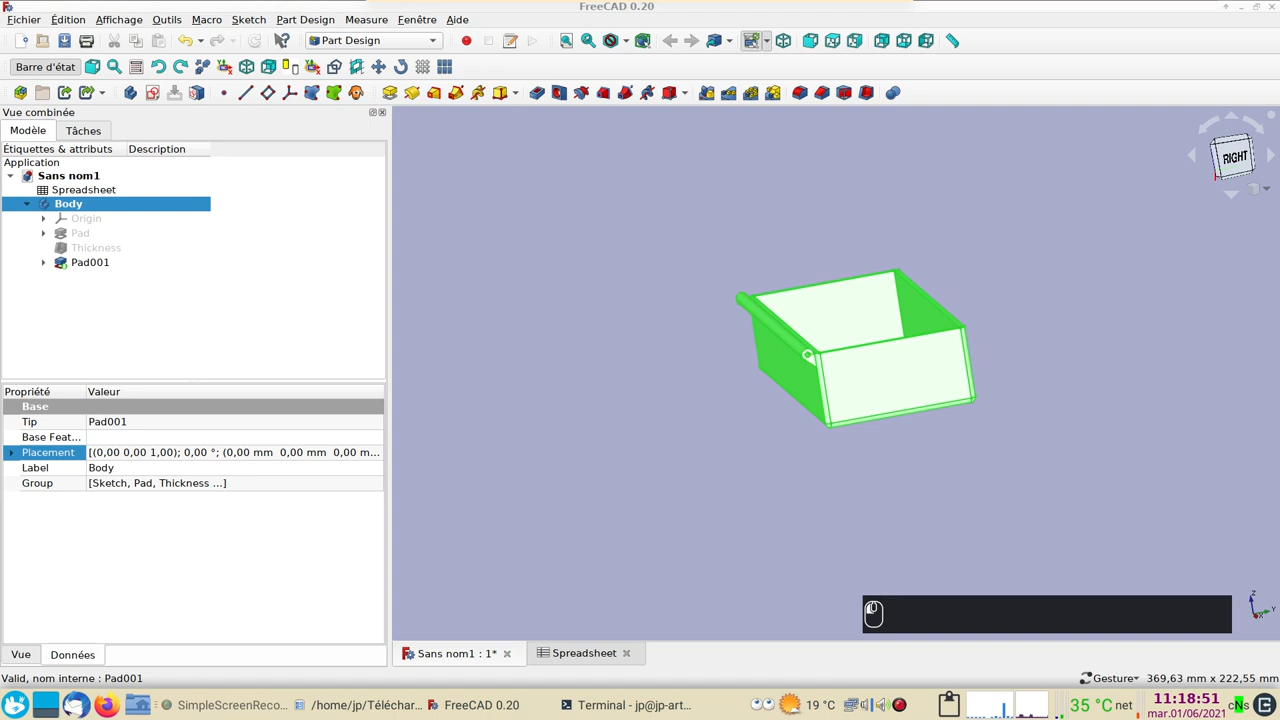 FreeCAD 0.20
Fichier Édition Affichage Outils Macro Sketch Part Design Measure Fenêtre Aide
Part Design
Barre d'état
Vue combinée
Modèle Tâches
Étiquettes & attributs Description
Application
Sans nom1
Spreadsheet
Body
Origin
Pad
Thickness
Pad001
RIGHT
Propriété Valeur
Base
Tip Pad001
Base Feat...
Placement [(0,00 0,00 1,00); 0,00 °; (0,00 mm 0,00 mm 0,00 m...
Label Body
Group [Sketch, Pad, Thickness ...]
Z
Y
X
Vue Données
Sans nom1 : 1* Spreadsheet
Valid, nom interne : Pad001 Gesture 369,63 mm x 222,55 mm
SimpleScreenReco... /home/jp/Téléchar... FreeCAD 0.20 Terminal - jp@jp-art... 19 °C 35 °C net 11:18:51 cNs
mar.01/06/2021